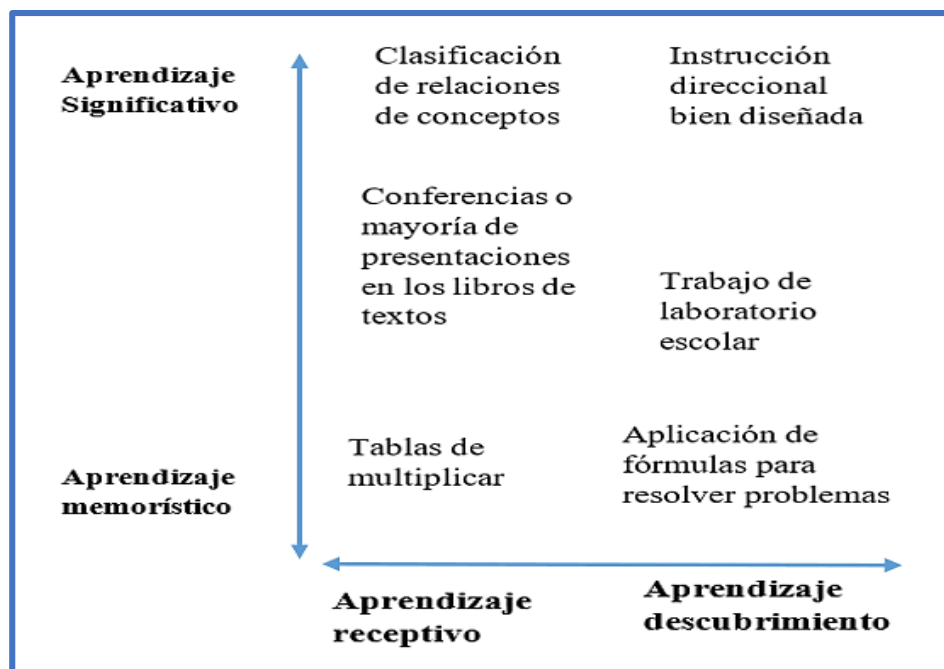 Aprendizaje
Significativo
Clasificación
de relaciones
de conceptos
Instrucción
direccional
bien diseñada
Conferencias o
mayoría de
presentaciones
en los libros de
textos
Trabajo de
laboratorio
escolar
Aprendizaje
memorístico
Tablas de
multiplicar
Aplicación de
fórmulas para
resolver problemas
Aprendizaje
receptivo
Aprendizaje
descubrimiento